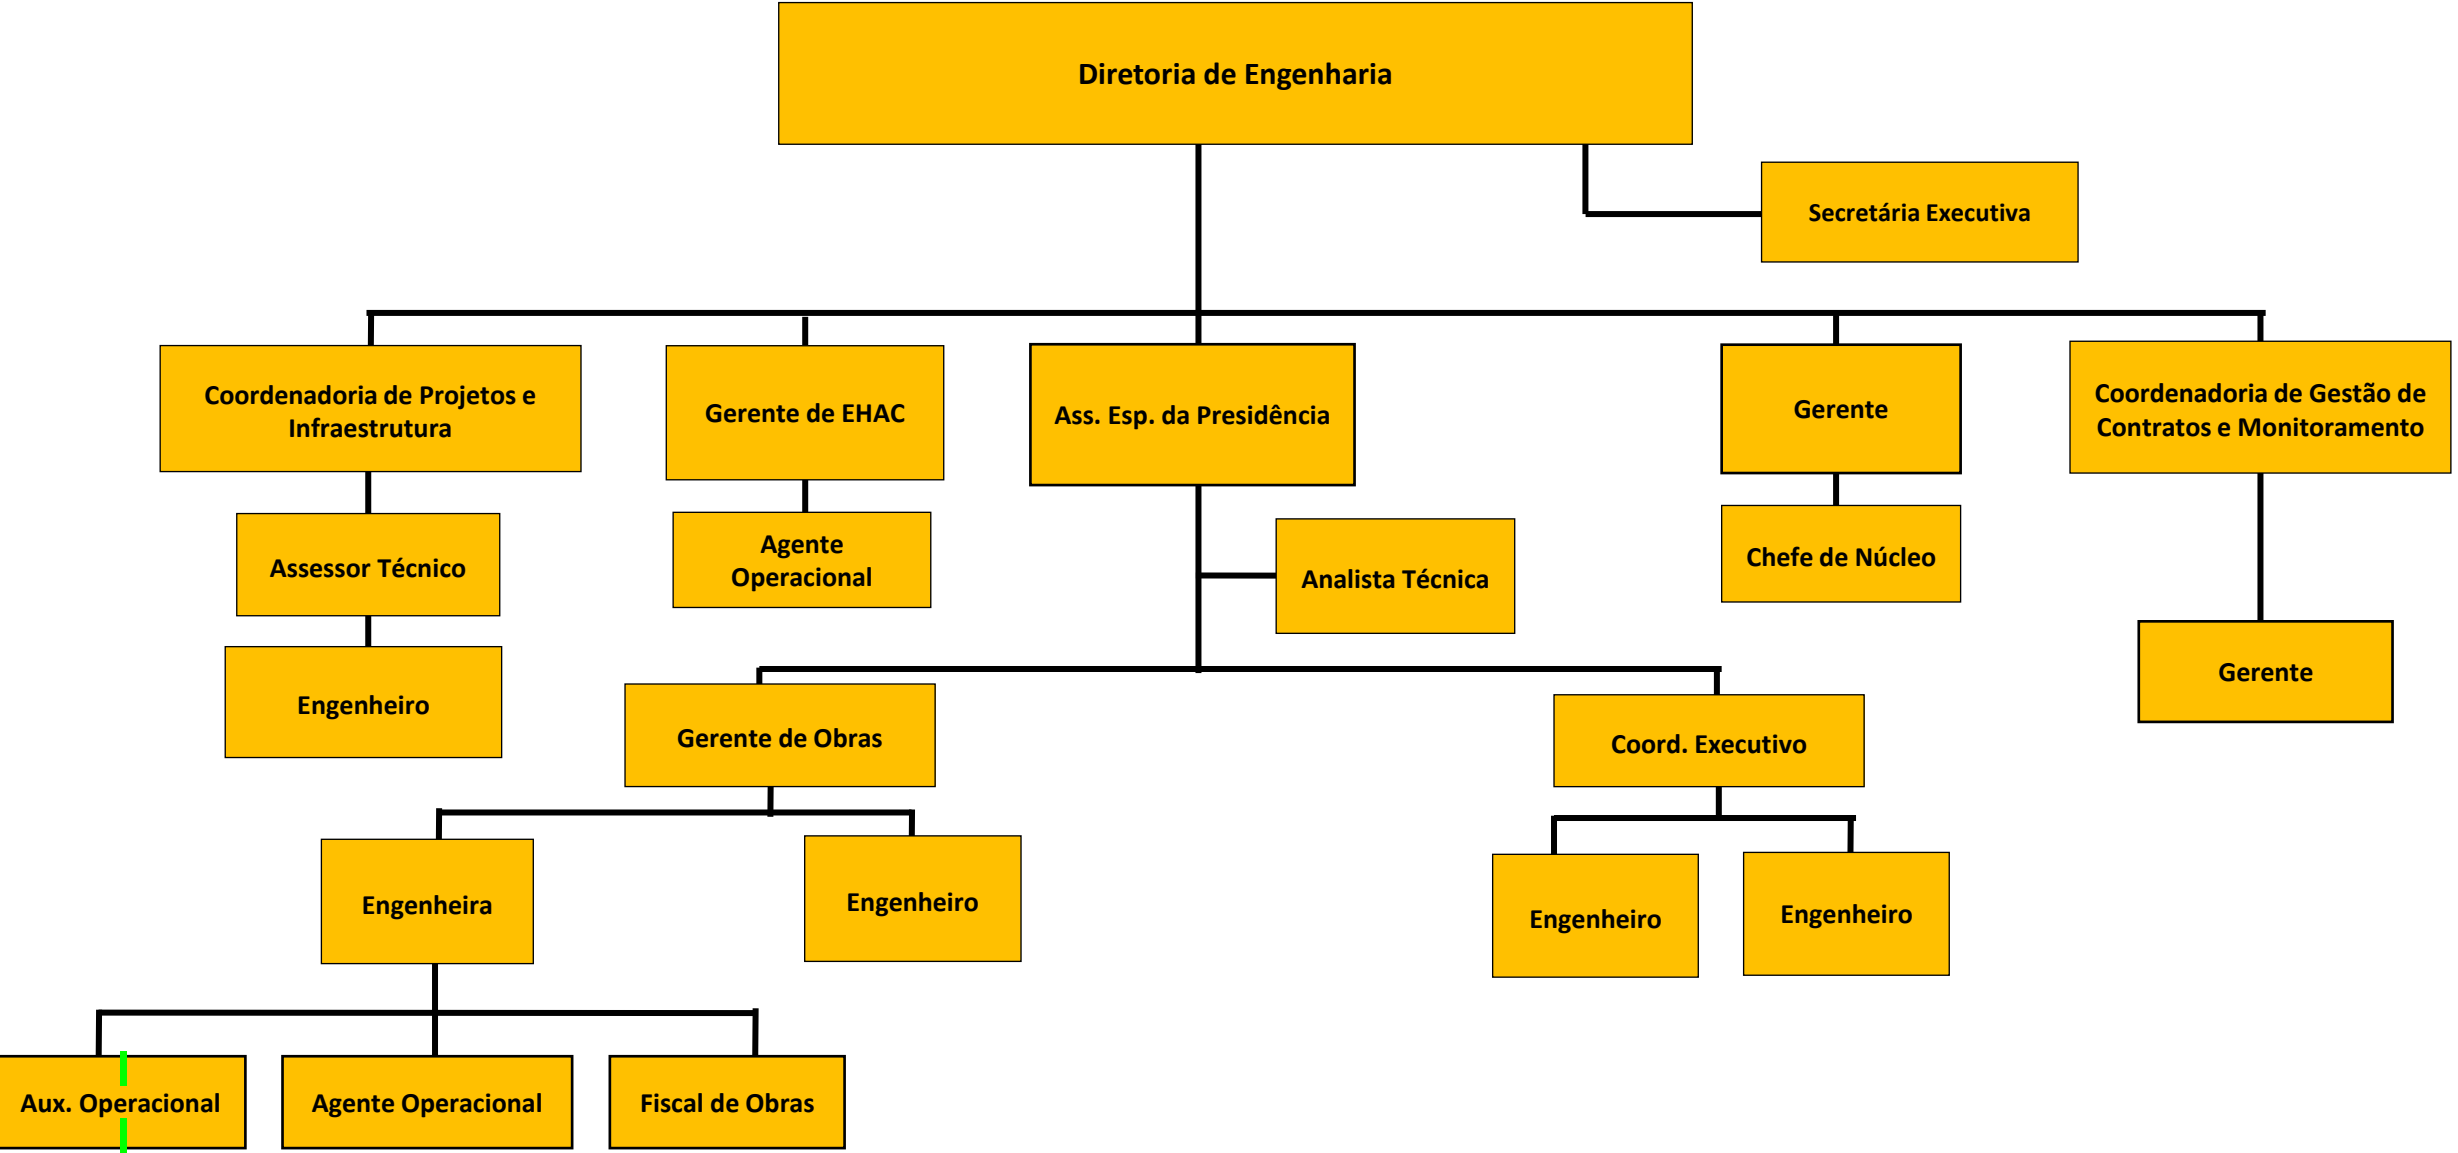 Diretoria de Engenharia
Secretária Executiva
Coordenadoria de Projetos e
Infraestrutura
Gerente de EHAC
Ass. Esp. da Presidência
Gerente
Coordenadoria de Gestão de
Contratos e Monitoramento
Assessor Técnico
Agente
Operacional
Analista Técnica
Chefe de Núcleo
Engenheiro
Gerente de Obras
Coord. Executivo
Gerente
Engenheira
Engenheiro
Engenheiro
Engenheiro
Aux. Operacional
Agente Operacional
Fiscal de Obras